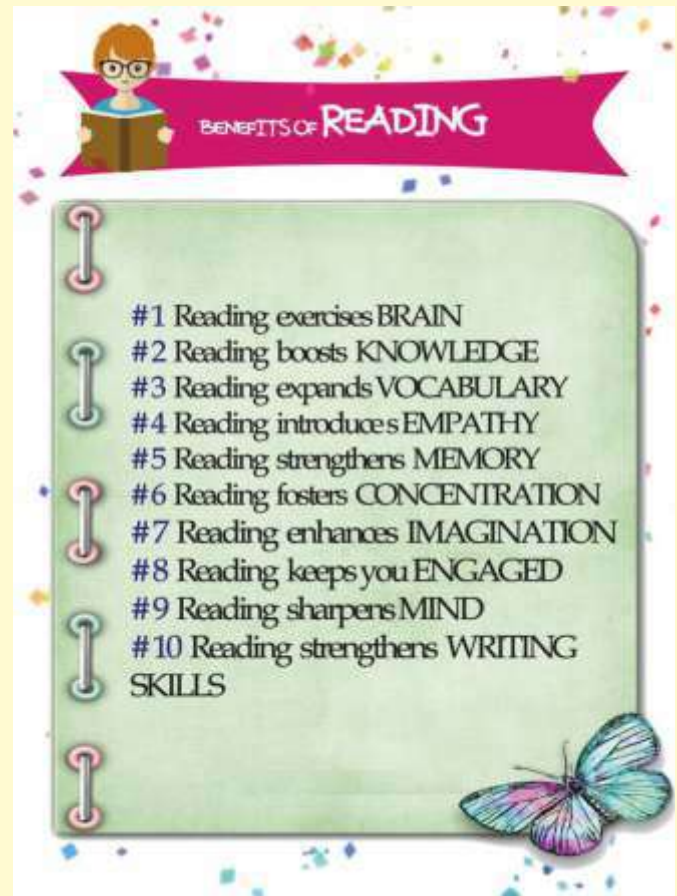 BENEFITS OF READING
#1 Reading exercises BRAIN
#2 Reading boosts KNOWLEDGE
#3 Reading expands VOCABULARY
#4 Reading introduces EMPATHY
#5 Reading strengthens MEMORY
#6 Reading fosters CONCENTRATION
#7 Reading enhances IMAGINATION
#8 Reading keeps you ENGAGED
#9 Reading sharpens MIND
#10 Reading strengthens WRITING
SKILLS